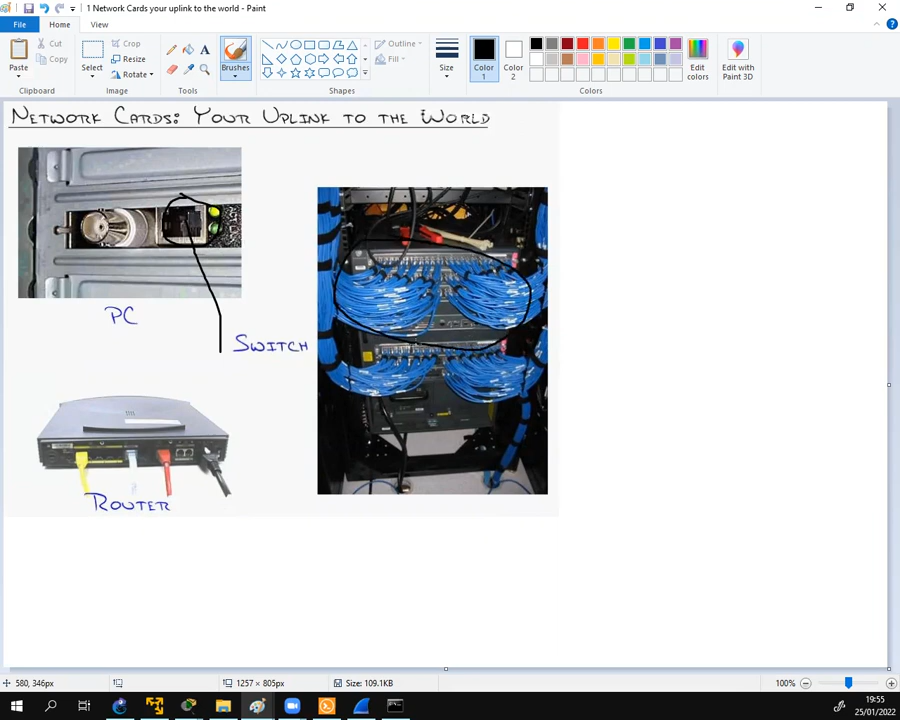 1 Network Cards your uplink to the world - Paint
File
Home
View
Paste
Cut
Copy
Clipboard
Select
Crop
Resize
Rotate
Image
Tools
Brushes
Shapes
Outline
Fill
Size
Color
1
Color
2
Colors
Edit
colors
Edit with
Paint 3D
Network Cards: Your Uplink to the World
PC
Switch
Router
580, 346px
1257 × 805px
Size: 109.1KB
100%
19:55
25/01/2022